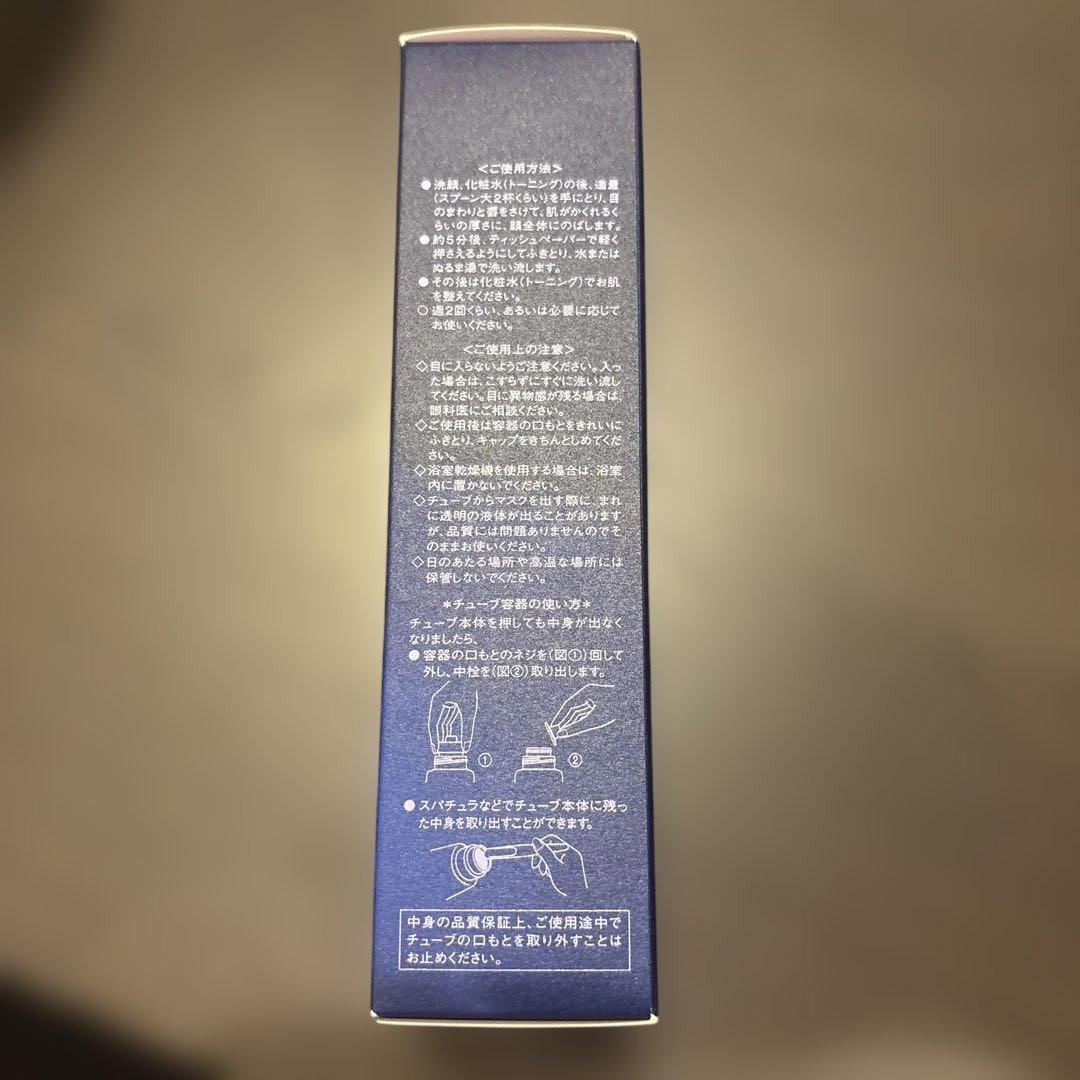 <ご使用方法>
●洗顔、化粧水(トーニング)の後、適量
(スプーン大2杯くらい)を手にとり、目
のまわりと唇をさけて、肌がかくれるく
らいの厚さに、顔全体にのばします。
●約5分後、ティッシュペーパーで軽く
押さえるようにしてふきとり、水または
ぬるま湯で洗い流します。
●その後は化粧水(トーニング)でお肌
を整えてください。
○週2回くらい、あるいは必要に応じて
お使いください。
<ご使用上の注意>
◇目に入らないようご注意ください。入っ
た場合は、こすらずにすぐに洗い流し
てください。目に異物感が残る場合は、
眼科医にご相談ください。
◇ご使用後は容器の口もとをきれいに
ふきとり、キャップをきちんとしめてくだ
さい。
◇浴室乾燥機を使用する場合は、浴室
内に置かないでください。
◇チューブからマスクを出す際に、まれ
に透明の液体が出ることがあります
が、品質には問題ありませんのでそ
のままお使いください。
◇日のあたる場所や高温な場所には
保管しないでください。
*チューブ容器の使い方*
チューブ本体を押しても中身が出なく
なりましたら、
●容器の口もとのネジを(図①)回して
外し、中栓を(図②)取り出します。
① ②
●スパチュラなどでチューブ本体に残っ
た中身を取り出すことができます。
中身の品質保証上、ご使用途中で
チューブの口もとを取り外すことは
お止めください。